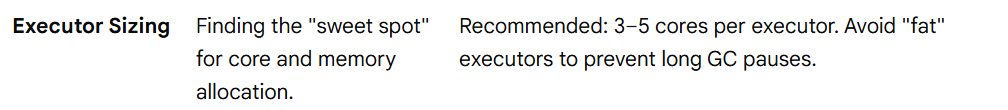 Executor Sizing
Finding the "sweet spot"
for core and memory
allocation.
Recommended: 3–5 cores per executor. Avoid "fat"
executors to prevent long GC pauses.